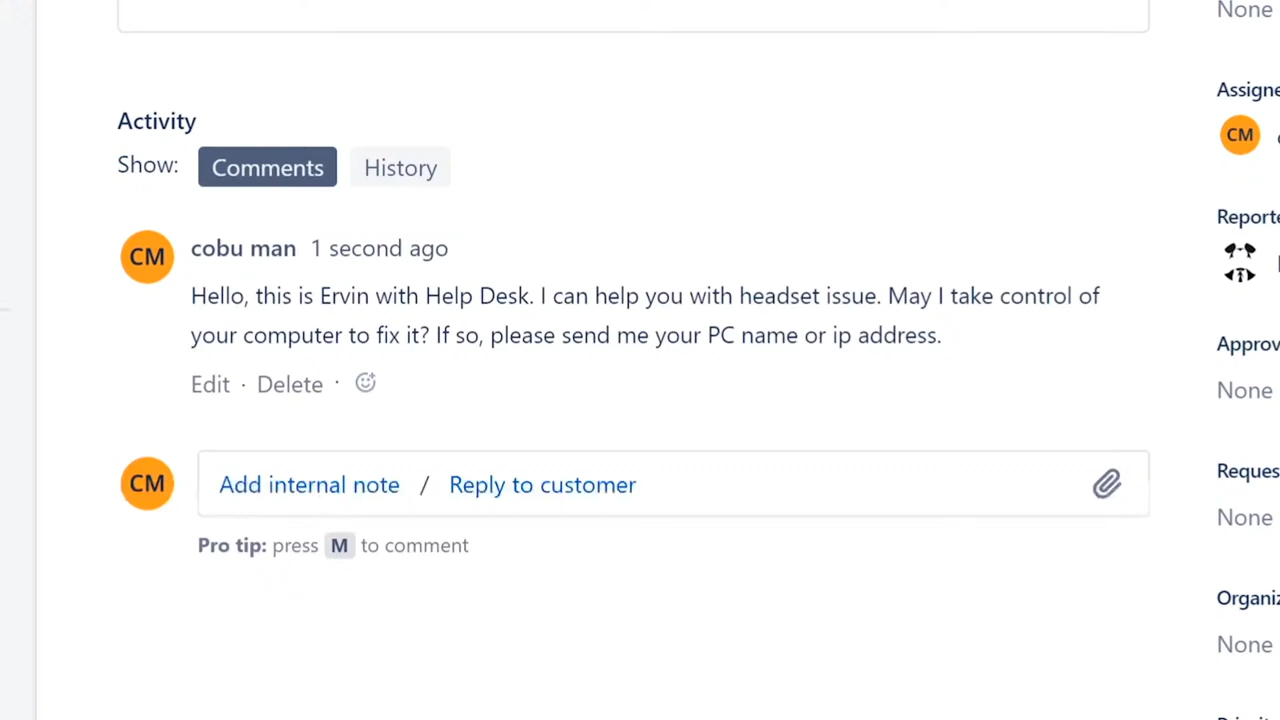 None
Activity
Assigne
Show: Comments History
CM
Reporte
CM cobu man 1 second ago
Hello, this is Ervin with Help Desk. I can help you with headset issue. May I take control of
your computer to fix it? If so, please send me your PC name or ip address.
Approv
None
Edit · Delete ·
Reques
CM Add internal note / Reply to customer
None
Pro tip: press M to comment
Organiz
None